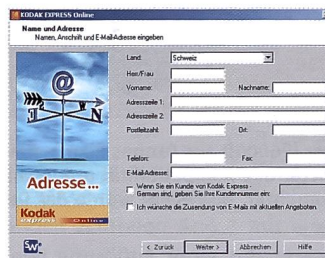 KODAK EXPRESS Online
Name und Adresse
Namen, Anschrift und E-Mail-Adresse eingeben
Land: Schweiz
Herr/Frau
Vorname: Nachname:
Adresszeile 1:
Adresszeile 2:
Postleitzahl: Ort:
Telefon: Fax:
E-Mail-Adresse:
Wenn Sie ein Kunde von Kodak Express -
German sind, geben Sie Ihre Kundennummer ein:
Ich wünsche die Zusendung von E-Mails mit aktuellen Angeboten.
@
W N
Adresse...
Kodak
EXPRESS Online
SW
< Zurück Weiter > Abbrechen Hilfe